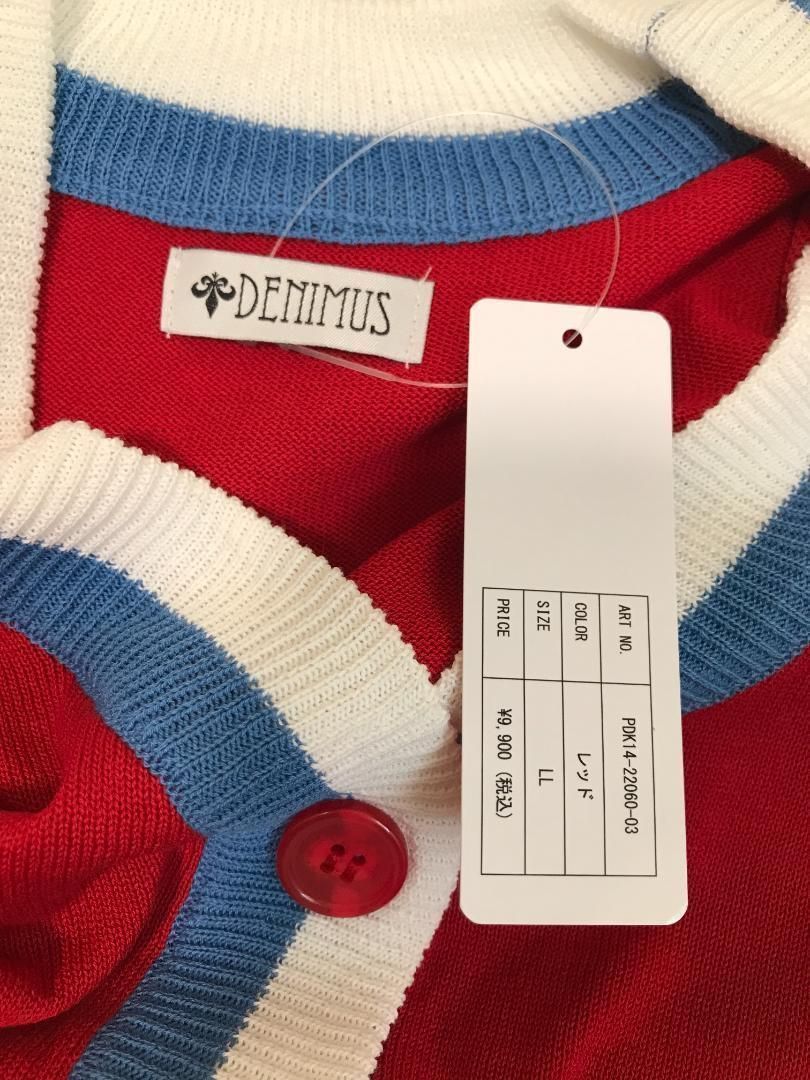 DENIMUS
ART NO. PDK14-22060-03
COLOR レッド
SIZE LL
PRICE ¥9,900 (税込)